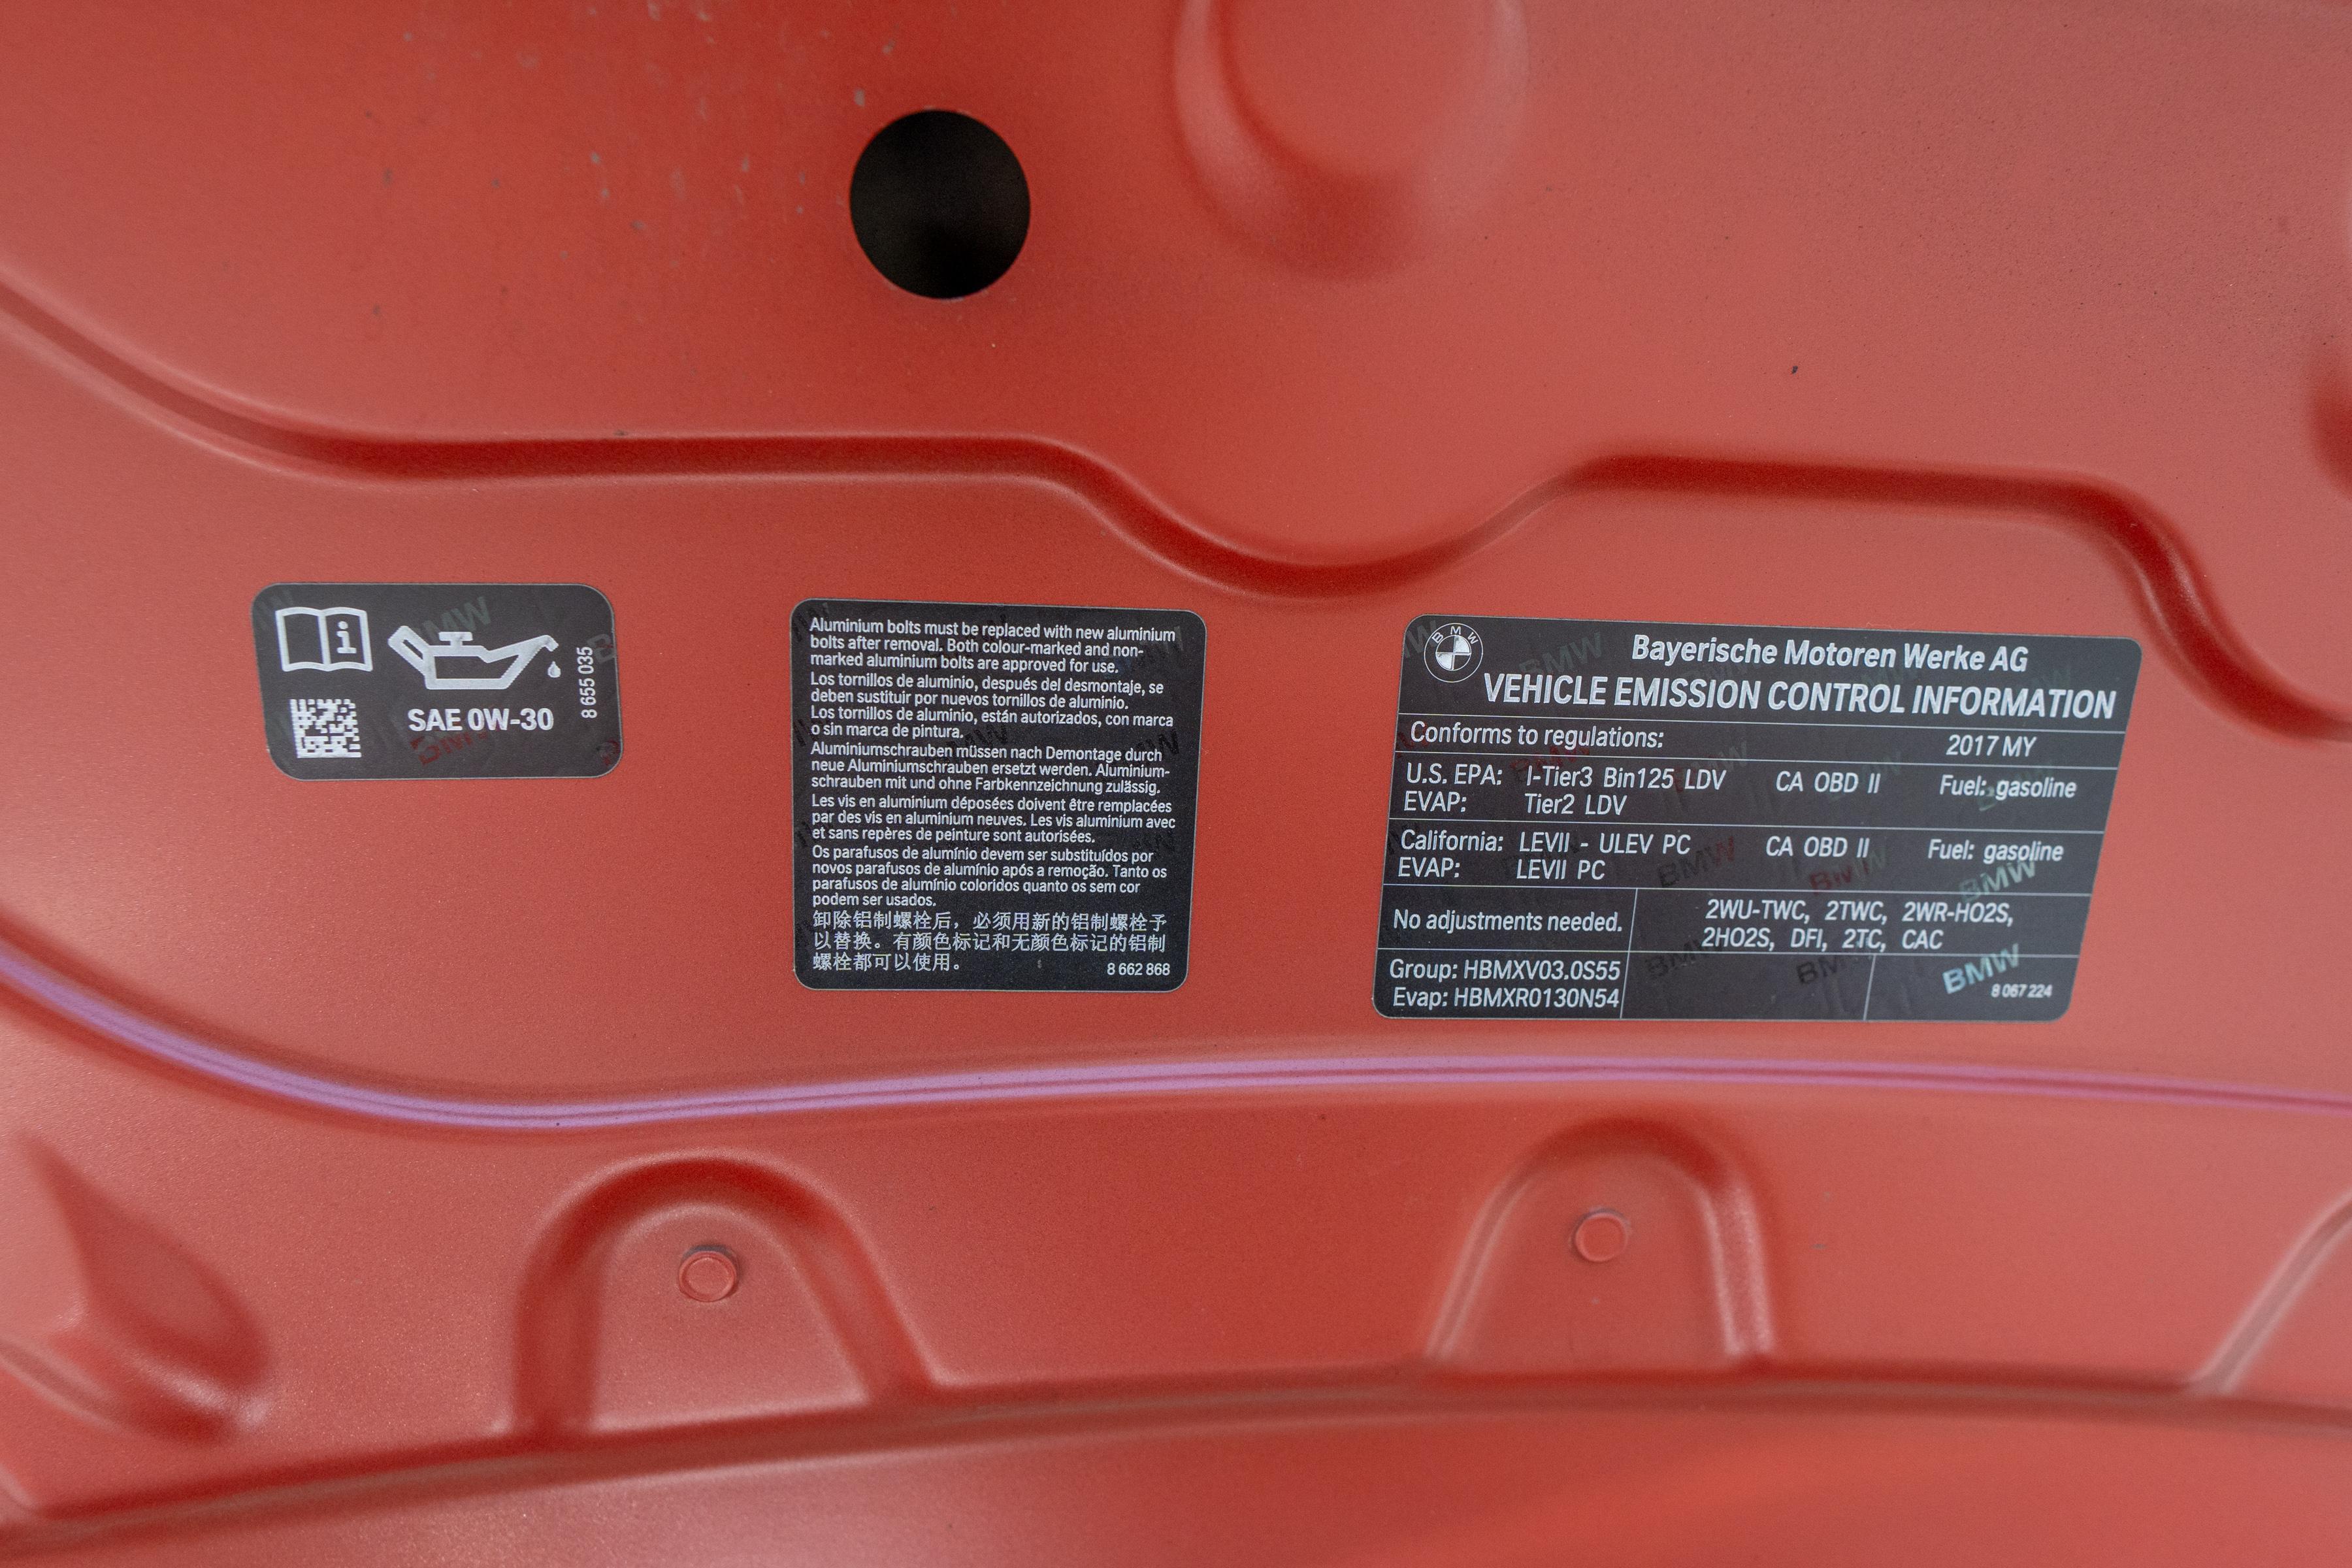 i
SAE 0W-30
8 655 035
Aluminium bolts must be replaced with new aluminium
bolts after removal. Both colour-marked and non-
marked aluminium bolts are approved for use.
Los tornillos de aluminio, después del desmontaje, se
deben sustituir por nuevos tornillos de aluminio.
Los tornillos de aluminio, están autorizados, con marca
o sin marca de pintura.
Aluminiumschrauben müssen nach Demontage durch
neue Aluminiumschrauben ersetzt werden. Aluminium-
schrauben mit und ohne Farbkennzeichnung zulässig.
Les vis en aluminium déposées doivent être remplacées
par des vis en aluminium neuves. Les vis aluminium avec
et sans repères de peinture sont autorisées.
Os parafusos de alumínio devem ser substituídos por
novos parafusos de alumínio após a remoção. Tanto os
parafusos de alumínio coloridos quanto os sem cor
podem ser usados.
卸除铝制螺栓后，必须用新的铝制螺栓予
以替换。有颜色标记和无颜色标记的铝制
螺栓都可以使用。
8 662 868
BMW
Bayerische Motoren Werke AG
VEHICLE EMISSION CONTROL INFORMATION
Conforms to regulations: 2017 MY
U.S. EPA: I-Tier3 Bin125 LDV CA OBD II Fuel: gasoline
EVAP: Tier2 LDV
California: LEVII - ULEV PC CA OBD II Fuel: gasoline
EVAP: LEVII PC
No adjustments needed.
2WU-TWC, 2TWC, 2WR-HO2S,
2HO2S, DFI, 2TC, CAC
Group: HBMXV03.0S55
Evap: HBMXR0130N54
BMW
8 067 224